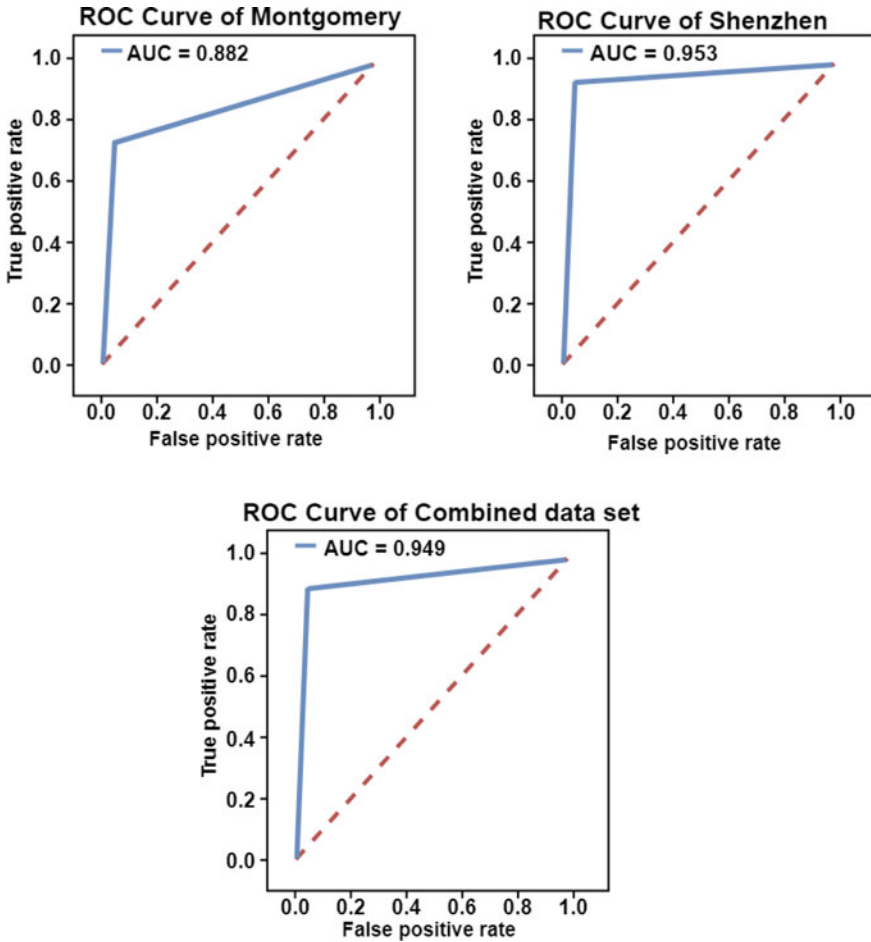 ROC Curve of Montgomery
AUC = 0.882
True positive rate
1.0
0.8
0.6
0.4
0.2
0.0
0.0 0.2 0.4 0.6 0.8 1.0
False positive rate
ROC Curve of Shenzhen
AUC = 0.953
True positive rate
1.0
0.8
0.6
0.4
0.2
0.0
0.0 0.2 0.4 0.6 0.8 1.0
False positive rate
ROC Curve of Combined data set
AUC = 0.949
True positive rate
1.0
0.8
0.6
0.4
0.2
0.0
0.0 0.2 0.4 0.6 0.8 1.0
False positive rate